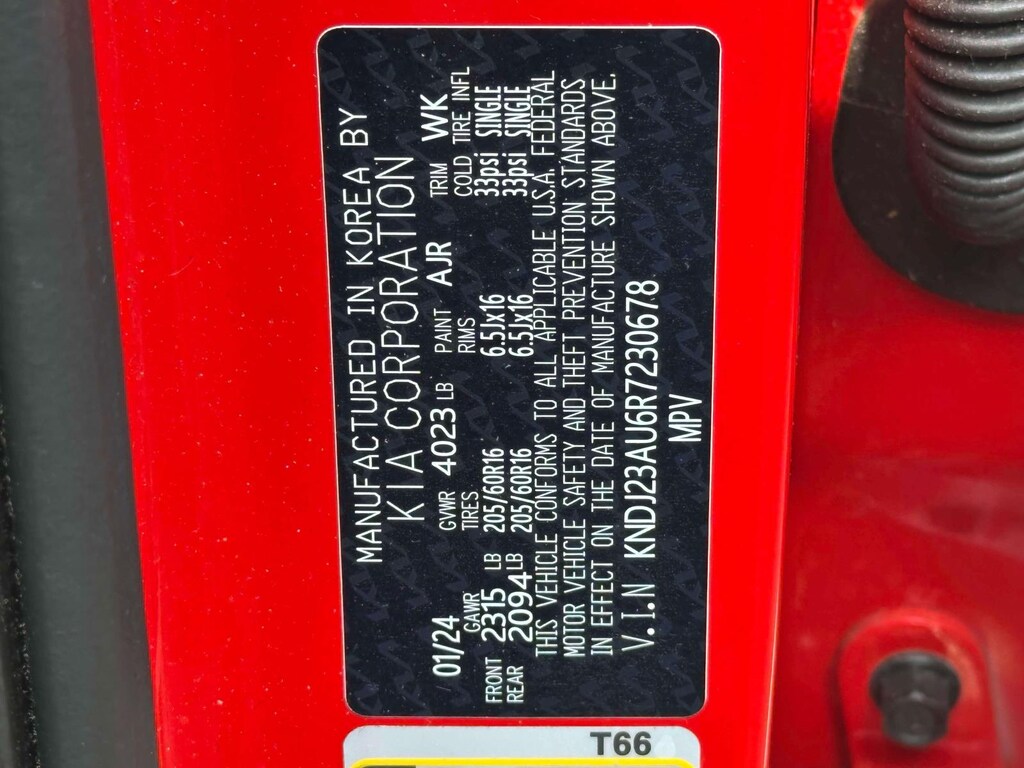 MANUFACTURED IN KOREA BY
KIA CORPORATION
01/24 GVWR 4023 LB PAINT AJR TRIM WK
GAWR TIRES RIMS COLD TIRE INFL
FRONT 2315 LB 205/60R16 6.5Jx16 33psi SINGLE
REAR 2094 LB 205/60R16 6.5Jx16 33psi SINGLE
THIS VEHICLE CONFORMS TO ALL APPLICABLE U.S.A. FEDERAL
MOTOR VEHICLE SAFETY AND THEFT PREVENTION STANDARDS
IN EFFECT ON THE DATE OF MANUFACTURE SHOWN ABOVE.
V.I.N KNDJ23AU6R7230678
MPV
T66